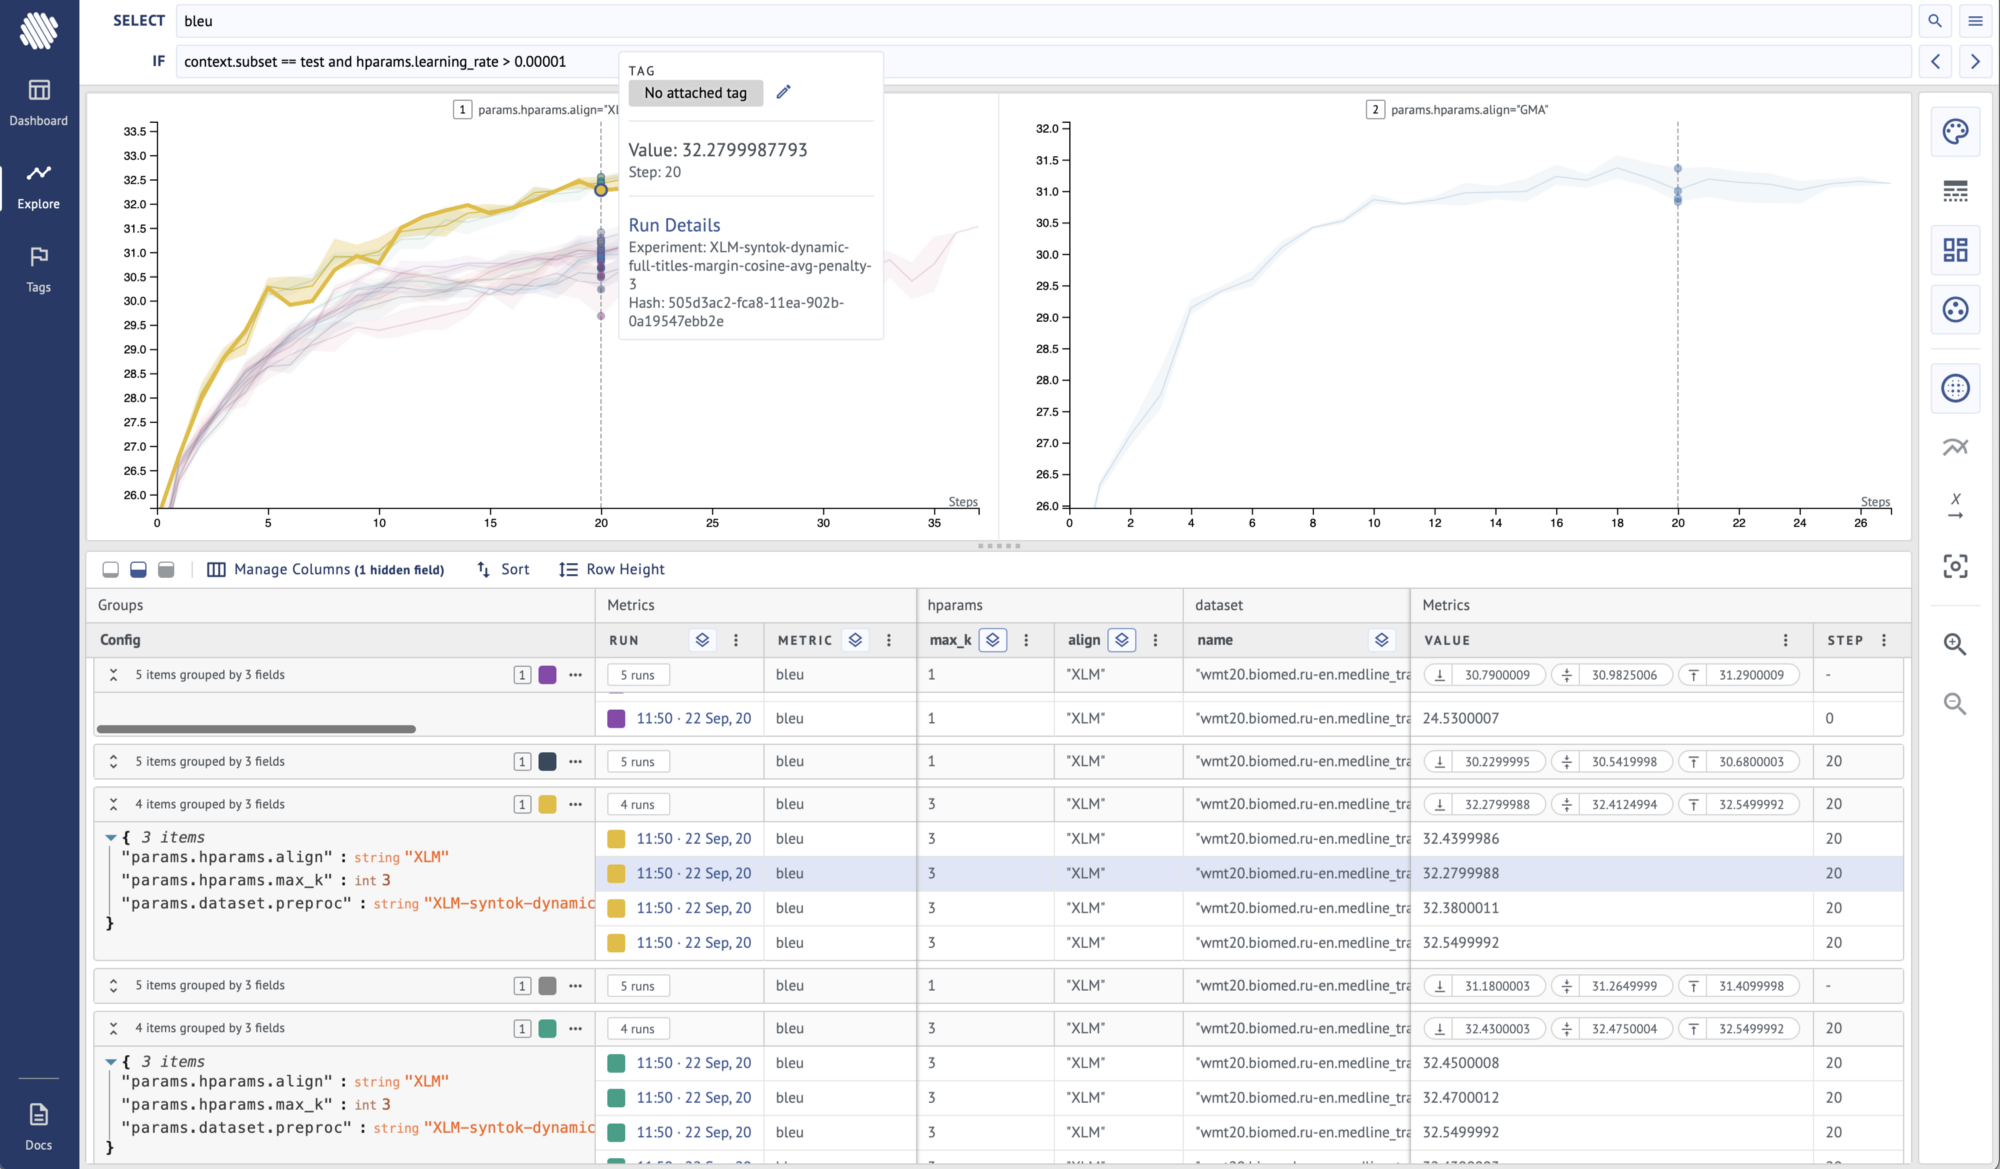 SELECT bleu
IF context.subset == test and hparams.learning_rate > 0.00001
Dashboard
Explore
Tags
Docs
1 params.hparams.align="XL
33.5
33.0
32.5
32.0
31.5
31.0
30.5
30.0
29.5
29.0
28.5
28.0
27.5
27.0
26.5
26.0
0 5 10 15 20 25 30 35
Steps
TAG
No attached tag
Value: 32.2799987793
Step: 20
Run Details
Experiment: XLM-syntok-dynamic-
full-titles-margin-cosine-avg-penalty-
3
Hash: 505d3ac2-fca8-11ea-902b-
0a19547ebb2e
2 params.hparams.align="GMA"
32.0
31.5
31.0
30.5
30.0
29.5
29.0
28.5
28.0
27.5
27.0
26.5
26.0
0 2 4 6 8 10 12 14 16 18 20 22 24 26
Steps
X
Manage Columns (1 hidden field) Sort Row Height
Groups Metrics hparams dataset Metrics
Config RUN METRIC max_k align name VALUE STEP
5 items grouped by 3 fields 1 5 runs bleu 1 "XLM" "wmt20.biomed.ru-en.medline_tra 30.7900009 30.9825006 31.2900009 -
11:50 · 22 Sep, 20 bleu 1 "XLM" "wmt20.biomed.ru-en.medline_tra 24.5300007 0
5 items grouped by 3 fields 1 5 runs bleu 1 "XLM" "wmt20.biomed.ru-en.medline_tra 30.2299995 30.5419998 30.6800003 20
4 items grouped by 3 fields 1 4 runs bleu 3 "XLM" "wmt20.biomed.ru-en.medline_tra 32.2799988 32.4124994 32.5499992 20
{ 3 items
"params.hparams.align" : string "XLM"
"params.hparams.max_k" : int 3
"params.dataset.preproc" : string "XLM-syntok-dynamic
}
11:50 · 22 Sep, 20 bleu 3 "XLM" "wmt20.biomed.ru-en.medline_tra 32.4399986 20
11:50 · 22 Sep, 20 bleu 3 "XLM" "wmt20.biomed.ru-en.medline_tra 32.2799988 20
11:50 · 22 Sep, 20 bleu 3 "XLM" "wmt20.biomed.ru-en.medline_tra 32.3800011 20
11:50 · 22 Sep, 20 bleu 3 "XLM" "wmt20.biomed.ru-en.medline_tra 32.5499992 20
5 items grouped by 3 fields 1 5 runs bleu 1 "XLM" "wmt20.biomed.ru-en.medline_tra 31.1800003 31.2649999 31.4099998 -
4 items grouped by 3 fields 1 4 runs bleu 3 "XLM" "wmt20.biomed.ru-en.medline_tra 32.4300003 32.4750004 32.5499992 20
{ 3 items
"params.hparams.align" : string "XLM"
"params.hparams.max_k" : int 3
"params.dataset.preproc" : string "XLM-syntok-dynamic
}
11:50 · 22 Sep, 20 bleu 3 "XLM" "wmt20.biomed.ru-en.medline_tra 32.4500008 20
11:50 · 22 Sep, 20 bleu 3 "XLM" "wmt20.biomed.ru-en.medline_tra 32.4700012 20
11:50 · 22 Sep, 20 bleu 3 "XLM" "wmt20.biomed.ru-en.medline_tra 32.5499992 20